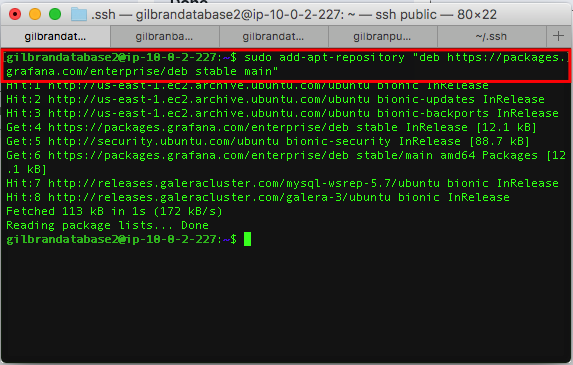 .ssh — gilbrandatabase2@ip-10-0-2-227: ~ — ssh public — 80×22
gilbrandat… gilbranba… gilbrandat… gilbranpu… ~/.ssh +
gilbrandatabase2@ip-10-0-2-227:~$ sudo add-apt-repository "deb https://packages.
grafana.com/enterprise/deb stable main"
Hit:1 http://us-east-1.ec2.archive.ubuntu.com/ubuntu bionic InRelease
Hit:2 http://us-east-1.ec2.archive.ubuntu.com/ubuntu bionic-updates InRelease
Hit:3 http://us-east-1.ec2.archive.ubuntu.com/ubuntu bionic-backports InRelease
Get:4 https://packages.grafana.com/enterprise/deb stable InRelease [12.1 kB]
Get:5 http://security.ubuntu.com/ubuntu bionic-security InRelease [88.7 kB]
Get:6 https://packages.grafana.com/enterprise/deb stable/main amd64 Packages [12
.1 kB]
Hit:7 http://releases.galeracluster.com/mysql-wsrep-5.7/ubuntu bionic InRelease
Hit:8 http://releases.galeracluster.com/galera-3/ubuntu bionic InRelease
Fetched 113 kB in 1s (172 kB/s)
Reading package lists... Done
gilbrandatabase2@ip-10-0-2-227:~$